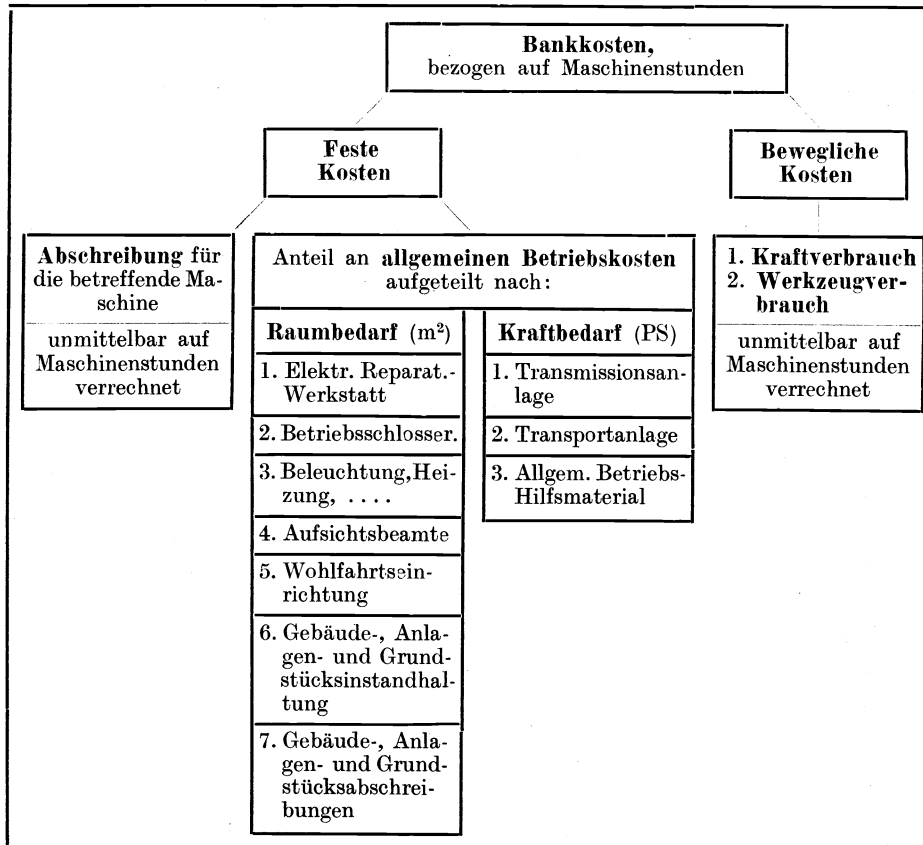 Bankkosten,
bezogen auf Maschinenstunden
Feste
Kosten
Bewegliche
Kosten
Abschreibung für
die betreffende Ma-
schine
unmittelbar auf
Maschinenstunden
verrechnet
Anteil an allgemeinen Betriebskosten
aufgeteilt nach:
Raumbedarf (m²)
1. Elektr. Reparat.-
Werkstatt
2. Betriebsschlosser.
3. Beleuchtung, Hei-
zung, ....
4. Aufsichtsbeamte
5. Wohlfahrtsein-
richtung
6. Gebäude-, Anla-
gen- und Grund-
stücksinstandhal-
tung
7. Gebäude-, Anla-
gen- und Grund-
stücksabschrei-
bungen
Kraftbedarf (PS)
1. Transmissionsan-
lage
2. Transportanlage
3. Allgem. Betriebs-
Hilfsmaterial
1. Kraftverbrauch
2. Werkzeugver-
brauch
unmittelbar auf
Maschinenstunden
verrechnet